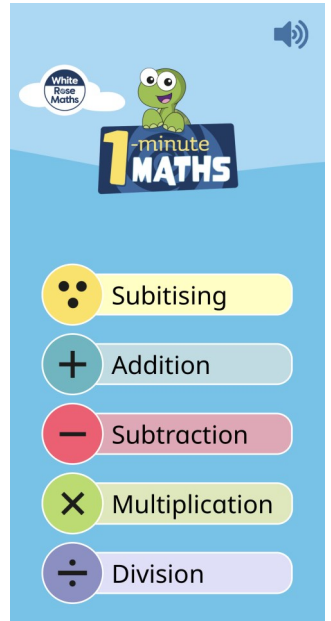 White
Rose
Maths
1-minute
MATHS
Subitising
+ Addition
− Subtraction
× Multiplication
÷ Division